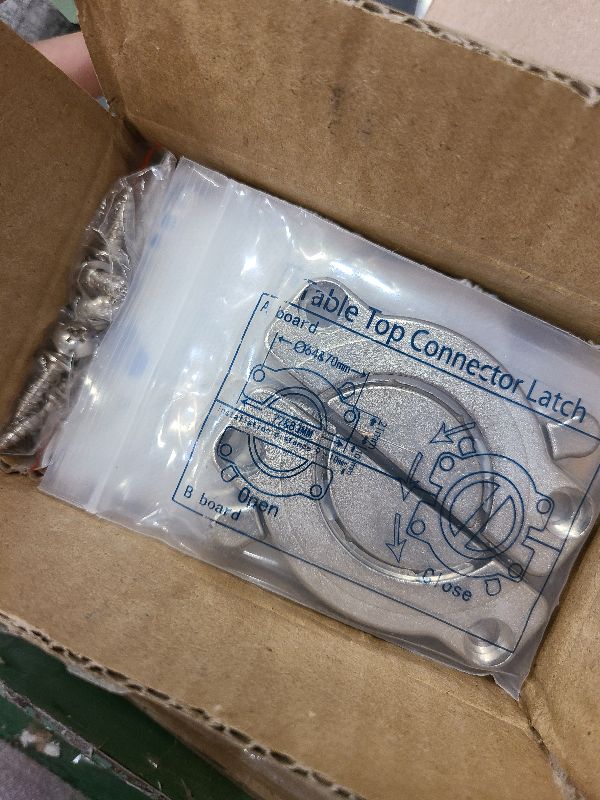 Table Top Connector Latch
A board
Ø64&70mm
Open
B board
Close